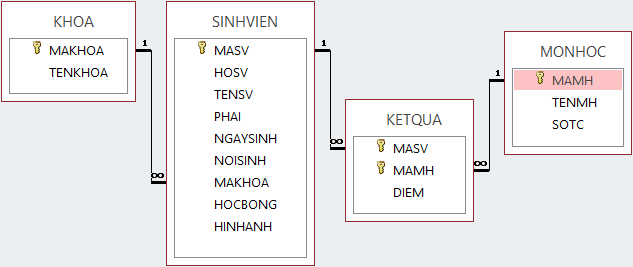 KHOA
MAKHOA
TENKHOA
1
∞
SINHVIEN
MASV
HOSV
TENSV
PHAI
NGAYSINH
NOISINH
MAKHOA
HOCBONG
HINHANH
1
∞
KETQUA
MASV
MAMH
DIEM
1
∞
MONHOC
MAMH
TENMH
SOTC